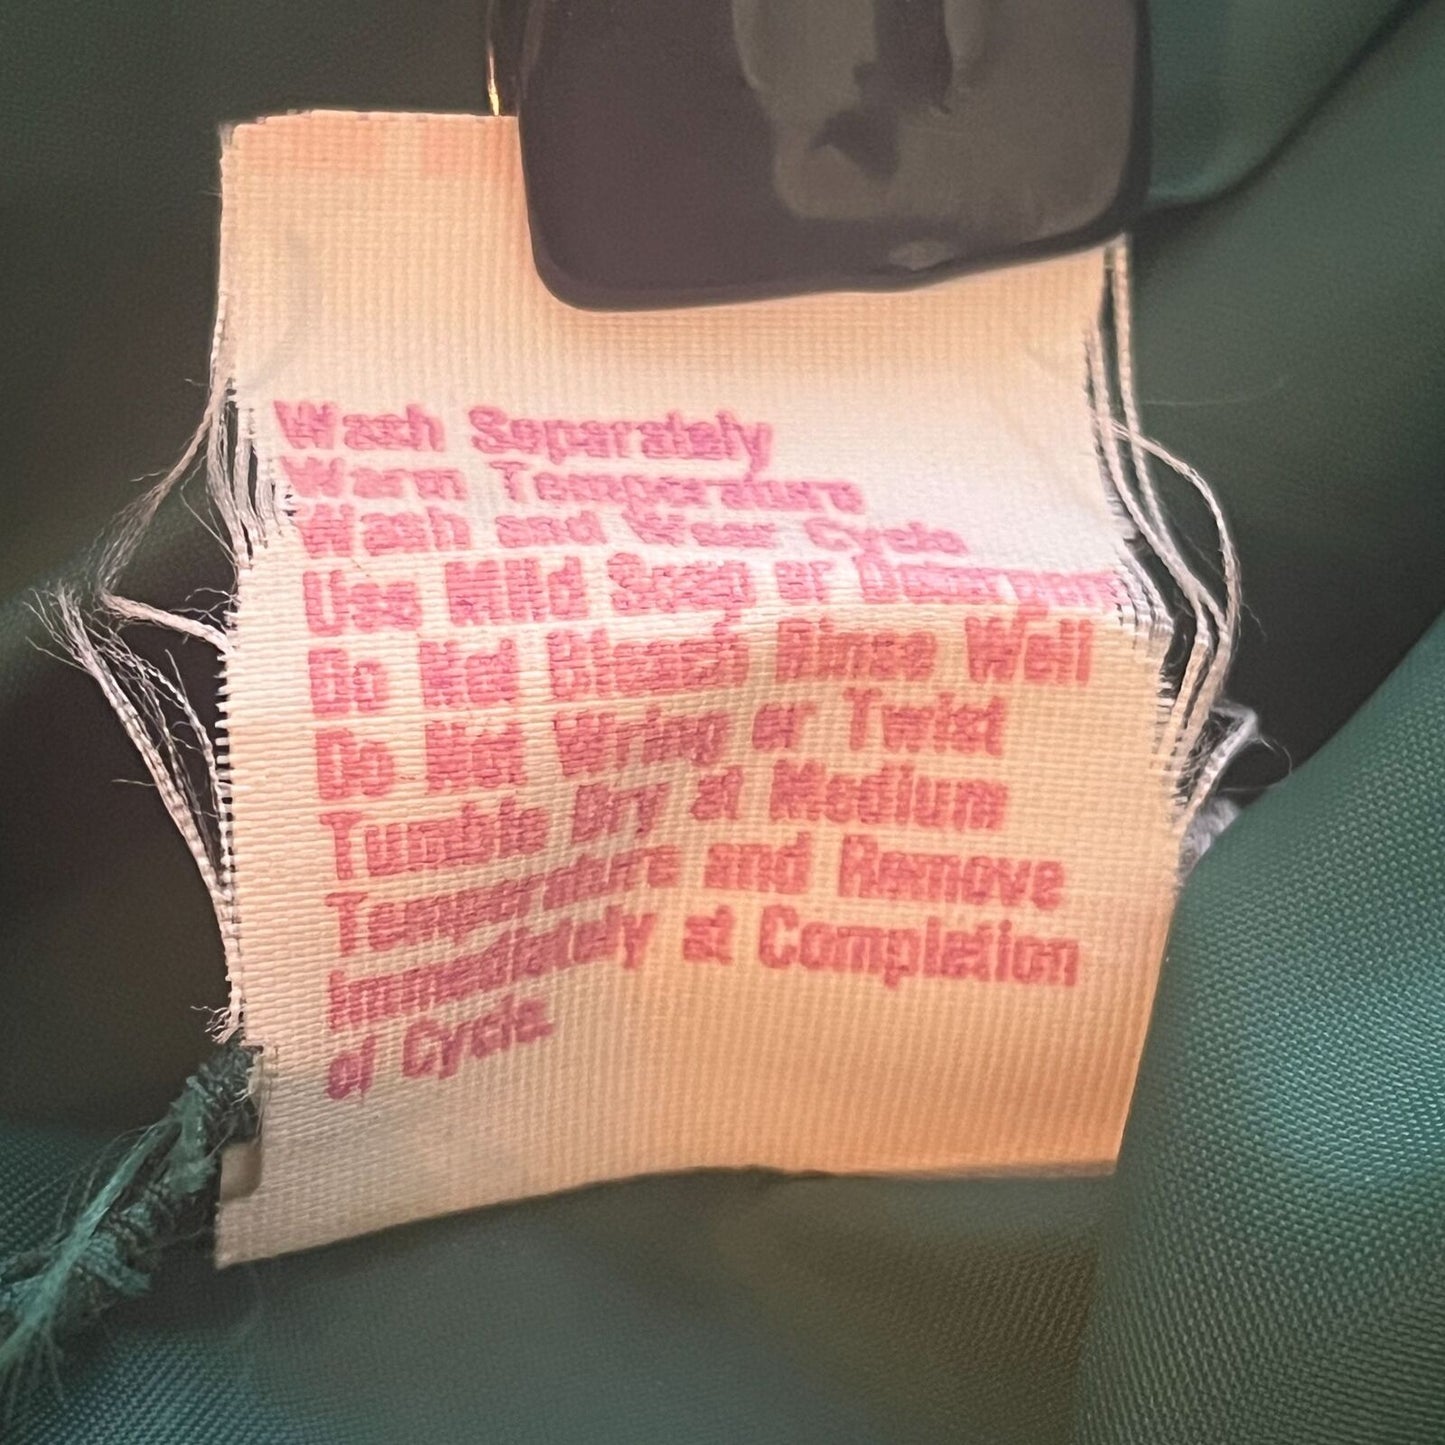 Wash Separately
Warm Temperature
Wash and Wear Cycle
Use Mild Soap or Detergent
Do Not Bleach Rinse Well
Do Not Wring or Twist
Tumble Dry at Medium
Temperature and Remove
Immediately at Completion
of Cycle.